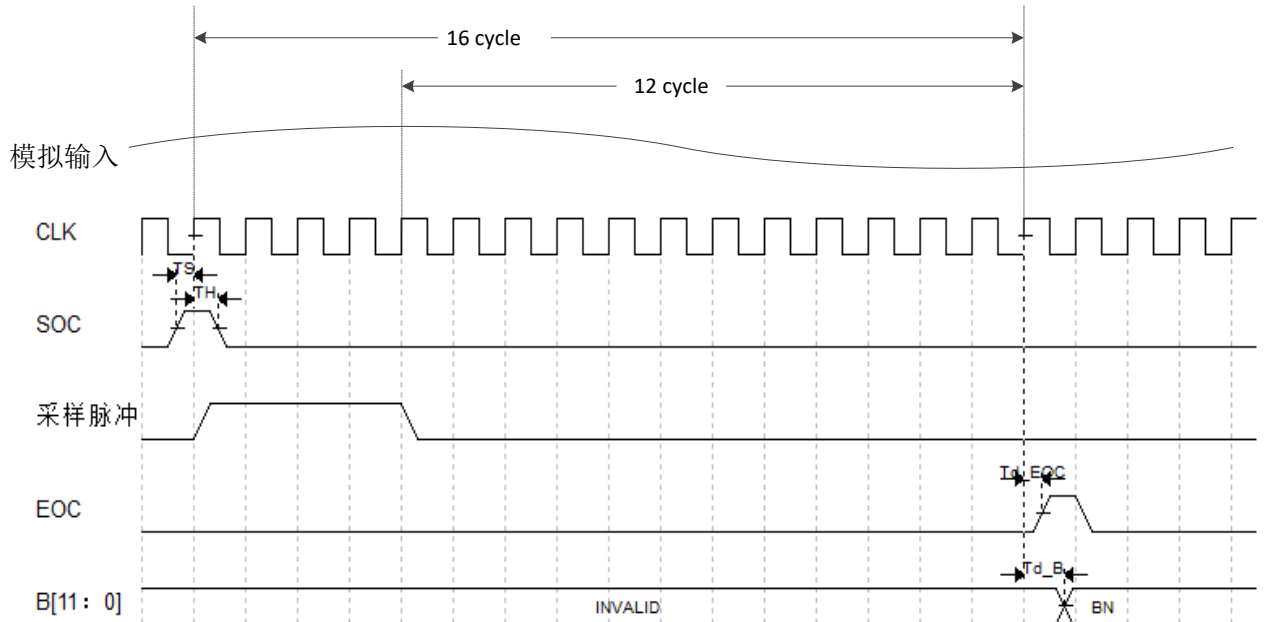 16 cycle
12 cycle
模拟输入
CLK
TS
TH
SOC
采样脉冲
Td_EOC
EOC
Td_B
B[11：0]
INVALID
BN